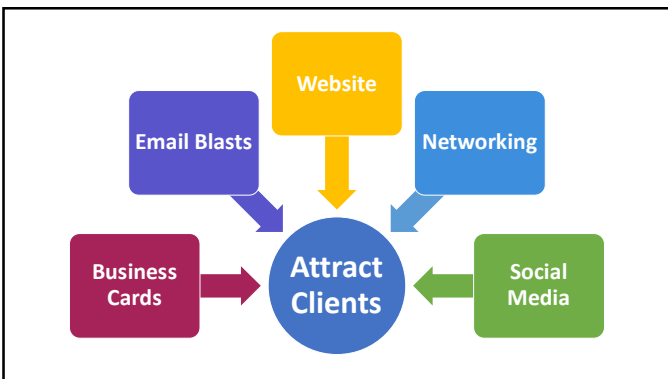 Website
Email Blasts
Networking
Business
Cards
Attract
Clients
Social
Media